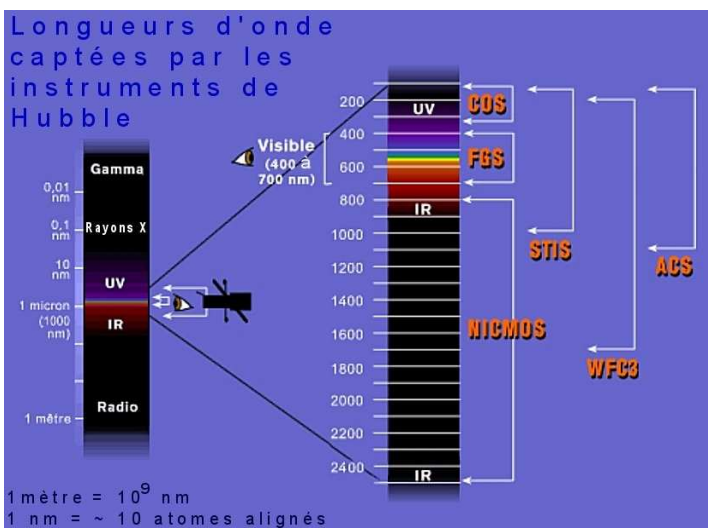 Longueurs d'onde
captées par les
instruments de
Hubble
Gamma
0,01
nm
Rayons X
0,1
nm
10
nm
UV
1 micron
(1000
nm)
IR
Radio
1 mêtre
Visible
(400 à
700 nm)
200
400
600
800
1000
1200
1400
1600
1800
2000
2200
2400
UV
IR
IR
COS
FGS
NICMOS
STIS
WFC3
ACS
1mètre = 10⁹ nm
1 nm = ~ 10 atomes alignés